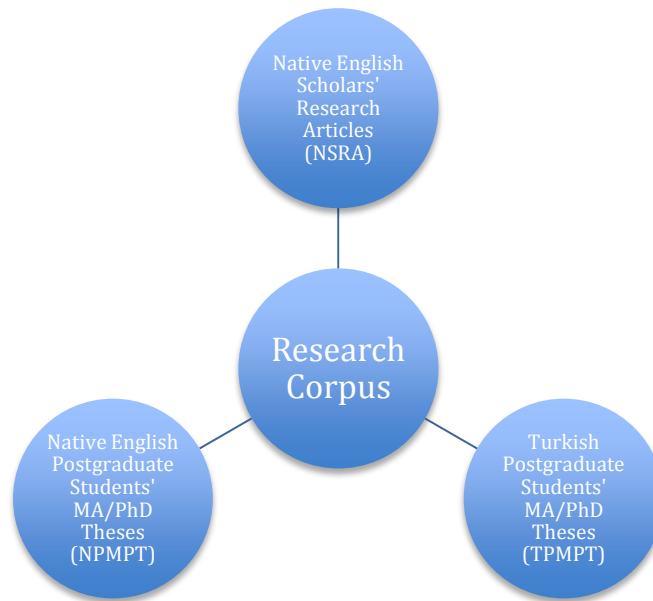 Native English
Scholars'
Research
Articles
(NSRA)
Research
Corpus
Native English
Postgraduate
Students'
MA/PhD
Theses
(NPMPT)
Turkish
Postgraduate
Students'
MA/PhD
Theses
(TPMPT)